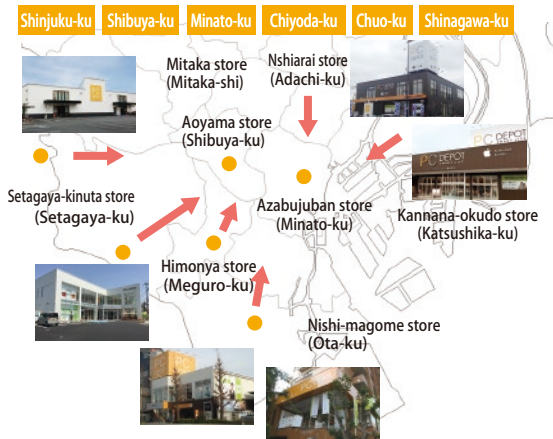 Shinjuku-ku
Shibuya-ku
Minato-ku
Chiyoda-ku
Chuo-ku
Shinagawa-ku
Mitaka store
(Mitaka-shi)
Nshiarai store
(Adachi-ku)
Aoyama store
(Shibuya-ku)
PC DEPOT
Setagaya-kinuta store
(Setagaya-ku)
Azabujuban store
(Minato-ku)
Kannana-okudo store
(Katsushika-ku)
Himonya store
(Meguro-ku)
Nishi-magome store
(Ota-ku)